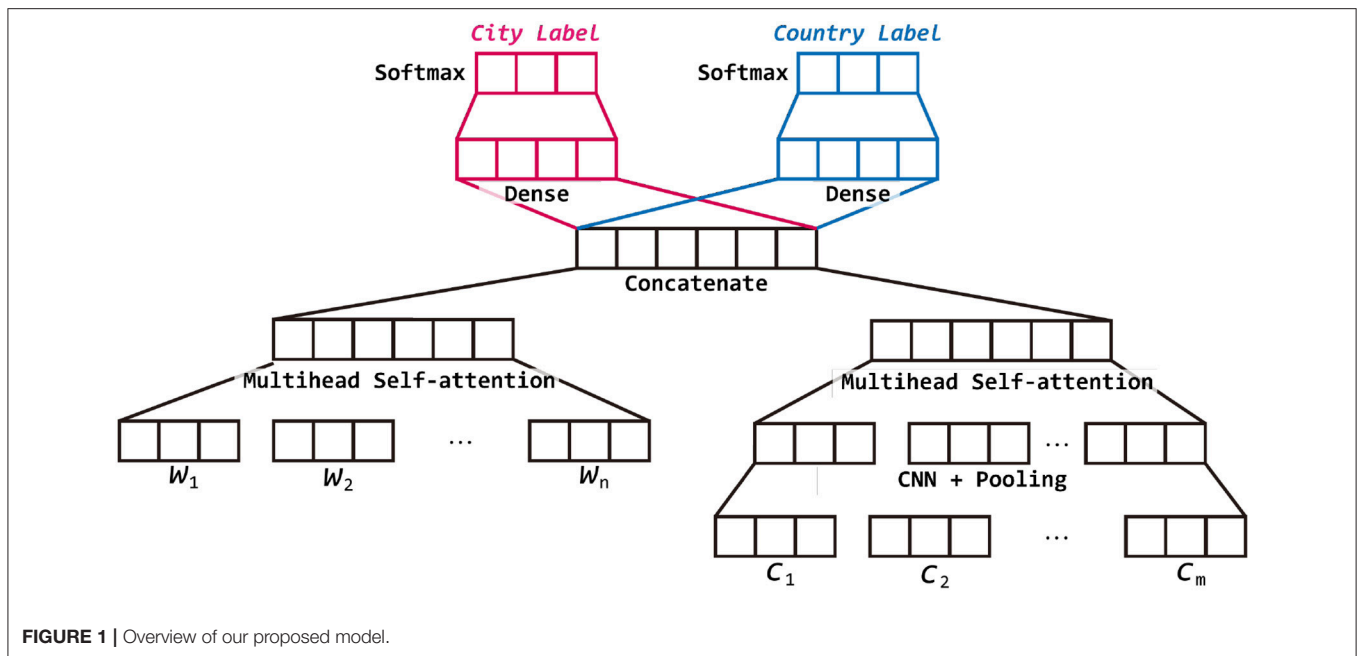 City Label
Country Label
Softmax
Softmax
Dense
Dense
Concatenate
Multihead Self-attention
Multihead Self-attention
...
...
W1
W2
Wn
CNN + Pooling
...
C1
C2
Cm
FIGURE 1 | Overview of our proposed model.